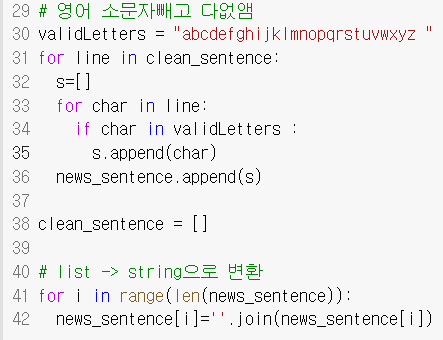 29 # 영어 소문자빼고 다없앰
30 validLetters = "abcdefghijklmnopqrstuvwxyz "
31 for line in clean_sentence:
32   s=[]
33   for char in line:
34     if char in validLetters :
35       s.append(char)
36   news_sentence.append(s)
37
38 clean_sentence = []
39
40 # list -> string으로 변환
41 for i in range(len(news_sentence)):
42   news_sentence[i]=''.join(news_sentence[i])